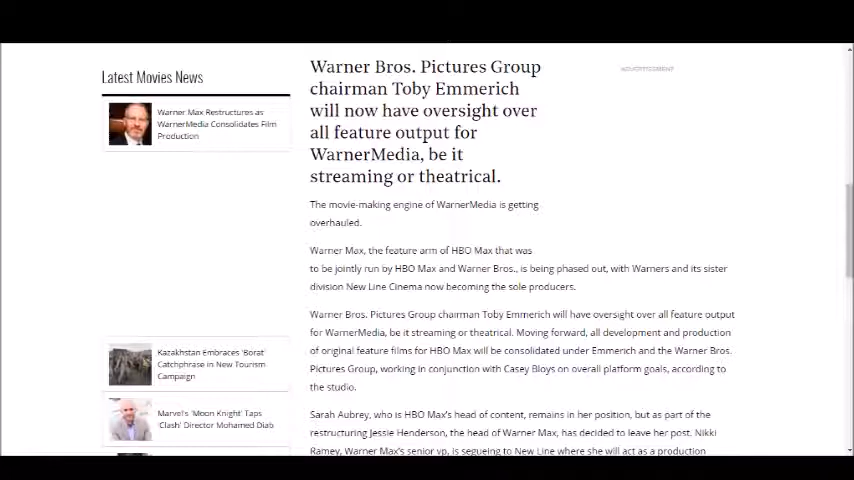 Latest Movies News
Warner Max Restructures as
WarnerMedia Consolidates Film
Production
Kazakhstan Embraces 'Borat'
Catchphrase in New Tourism
Campaign
Marvel's 'Moon Knight' Taps
'Clash' Director Mohamed Diab
Warner Bros. Pictures Group
chairman Toby Emmerich
will now have oversight over
all feature output for
WarnerMedia, be it
streaming or theatrical.
The movie-making engine of WarnerMedia is getting
overhauled.
Warner Max, the feature arm of HBO Max that was
to be jointly run by HBO Max and Warner Bros., is being phased out, with Warners and its sister
division New Line Cinema now becoming the sole producers.
Warner Bros. Pictures Group chairman Toby Emmerich will have oversight over all feature output
for WarnerMedia, be it streaming or theatrical. Moving forward, all development and production
of original feature films for HBO Max will be consolidated under Emmerich and the Warner Bros.
Pictures Group, working in conjunction with Casey Bloys on overall platform goals, according to
the studio.
Sarah Aubrey, who is HBO Max's head of content, remains in her position, but as part of the
restructuring Jessie Henderson, the head of Warner Max, has decided to leave her post. Nikki
Ramey, Warner Max's senior vp, is segueing to New Line where she will act as a production
ADVERTISEMENT